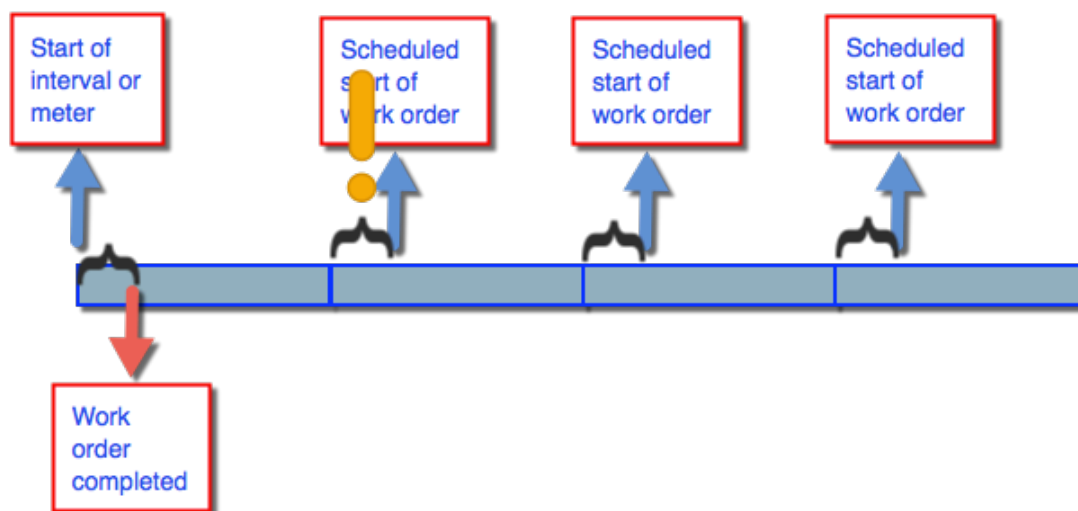 Start of
interval or
meter
Scheduled
start of
work order
Scheduled
start of
work order
Scheduled
start of
work order
Work
order
completed